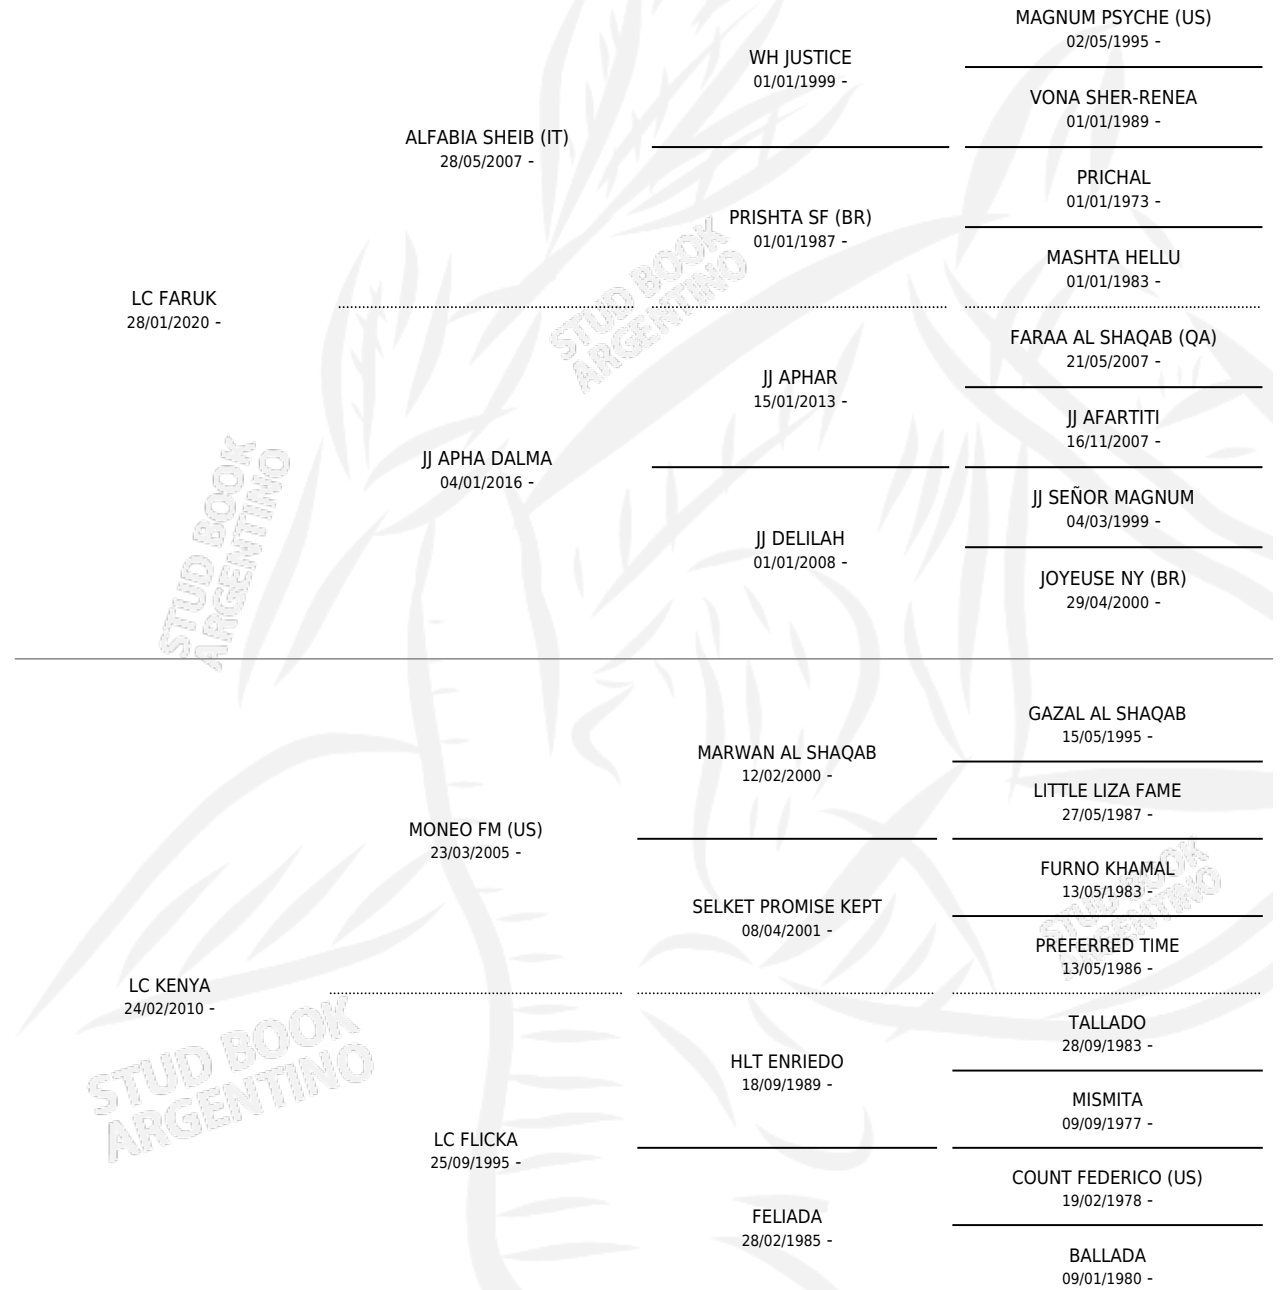 MAGNUM PSYCHE (US)
02/05/1995 -
WH JUSTICE
01/01/1999 -
VONA SHER-RENEA
01/01/1989 -
ALFABIA SHEIB (IT)
28/05/2007 -
PRICHAL
01/01/1973 -
PRISHTA SF (BR)
01/01/1987 -
MASHTA HELLU
01/01/1983 -
LC FARUK
28/01/2020 -
STUD BOOK
ARGENTINO
FARAA AL SHAQAB (QA)
21/05/2007 -
JJ APHAR
15/01/2013 -
JJ AFARTITI
16/11/2007 -
JJ APHA DALMA
04/01/2016 -
JJ SEÑOR MAGNUM
04/03/1999 -
JJ DELILAH
01/01/2008 -
JOYEUSE NY (BR)
29/04/2000 -
STUD BOOK
ARGENTINO
GAZAL AL SHAQAB
15/05/1995 -
MARWAN AL SHAQAB
12/02/2000 -
LITTLE LIZA FAME
27/05/1987 -
MONEO FM (US)
23/03/2005 -
FURNO KHAMAL
13/05/1983 -
SELKET PROMISE KEPT
08/04/2001 -
STUD BOOK
ARGENTINO
PREFERRED TIME
13/05/1986 -
LC KENYA
24/02/2010 -
TALLADO
28/09/1983 -
HLT ENRIEDO
18/09/1989 -
STUD BOOK
ARGENTINO
MISMITA
09/09/1977 -
LC FLICKA
25/09/1995 -
COUNT FEDERICO (US)
19/02/1978 -
FELIADA
28/02/1985 -
BALLADA
09/01/1980 -